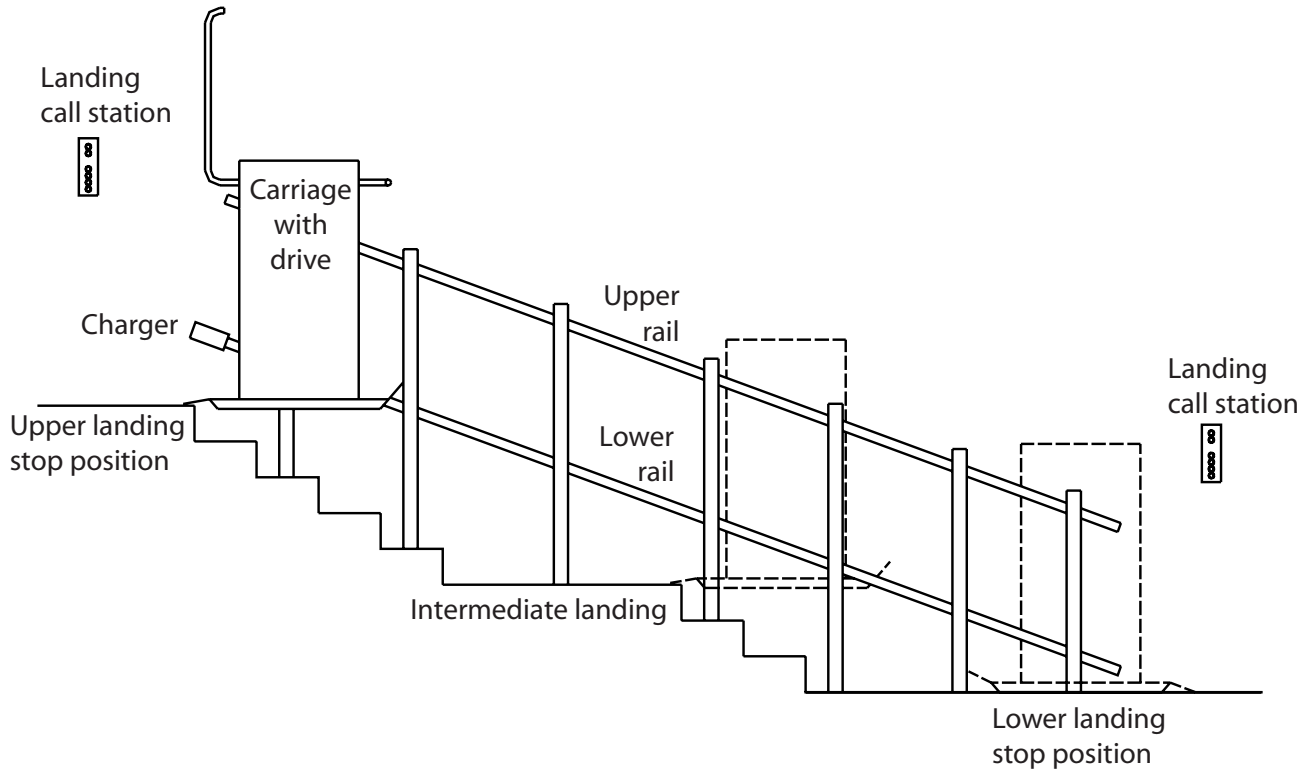 Landing
call station
Carriage
with
drive
Upper
rail
Charger
Landing
call station
Upper landing
stop position
Lower
rail
Intermediate landing
Lower landing
stop position